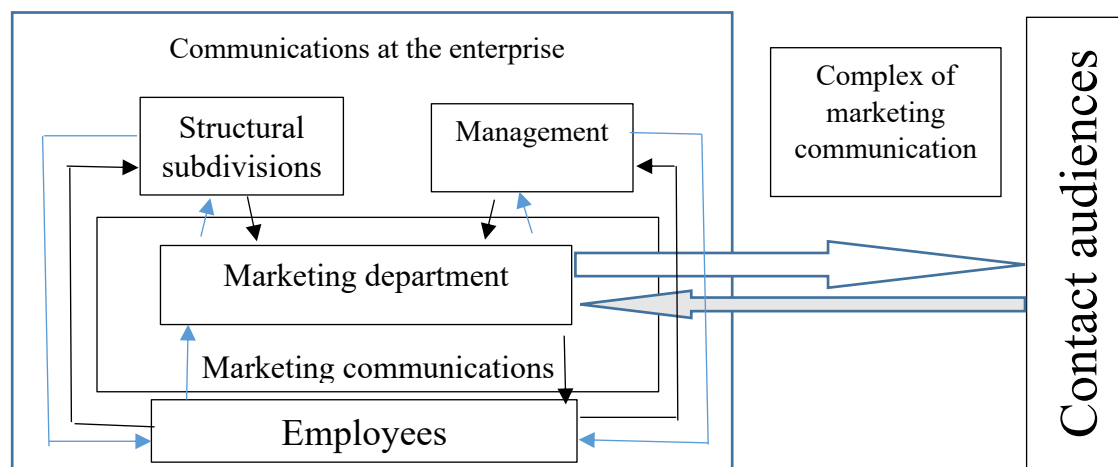 Communications at the enterprise
Structural
subdivisions
Management
Complex of
marketing
communication
Marketing department
Marketing communications
Employees
Contact audiences